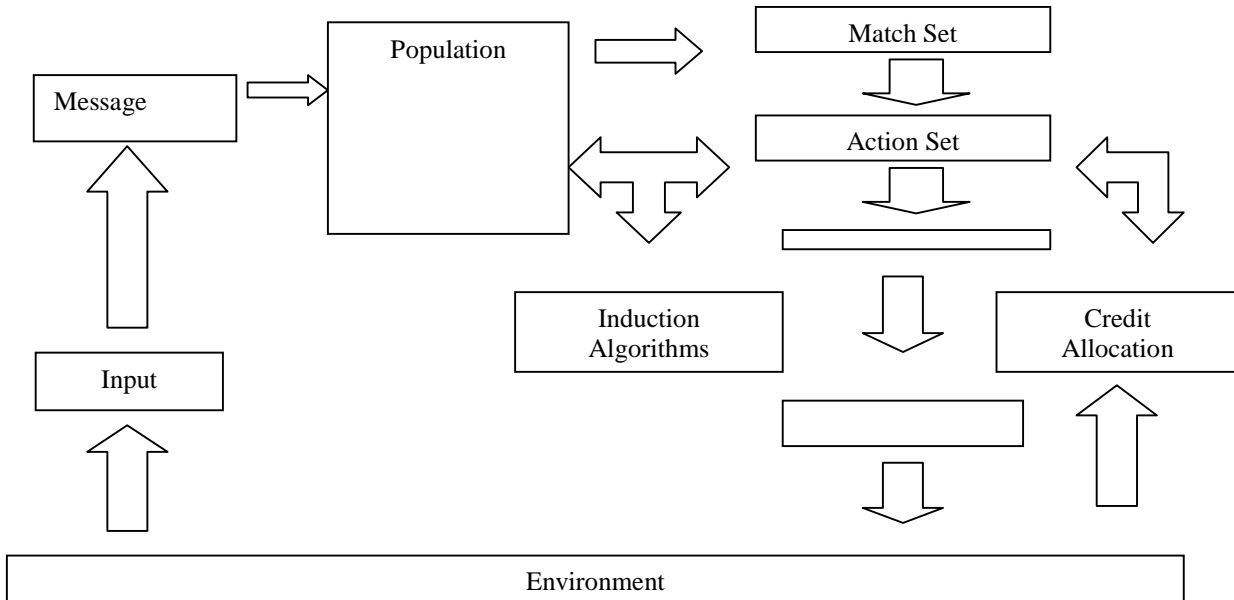 Population
Match Set
Message
Action Set
Induction
Algorithms
Credit
Allocation
Input
Environment